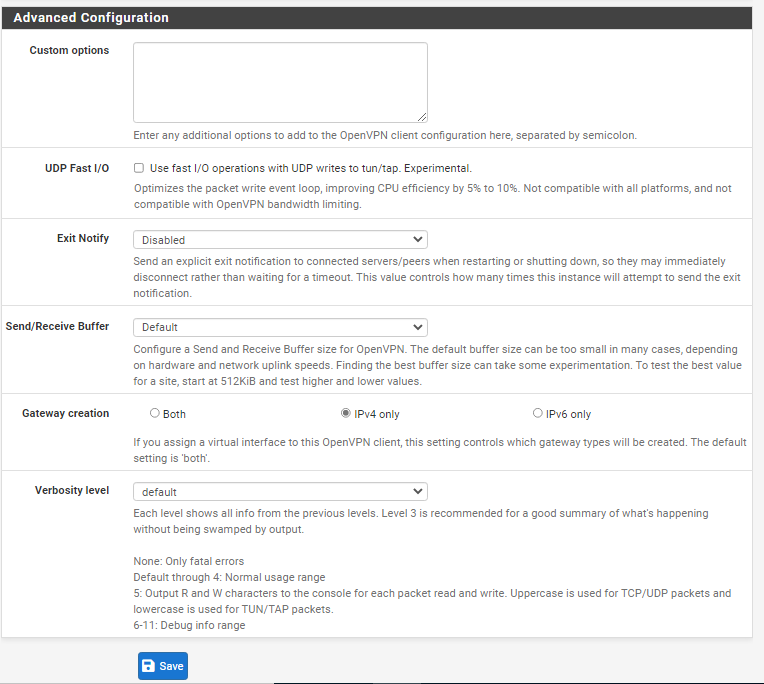 Advanced Configuration
Custom options
Enter any additional options to add to the OpenVPN client configuration here, separated by semicolon.
UDP Fast I/O
Use fast I/O operations with UDP writes to tun/tap. Experimental.
Optimizes the packet write event loop, improving CPU efficiency by 5% to 10%. Not compatible with all platforms, and not
compatible with OpenVPN bandwidth limiting.
Exit Notify
Disabled
Send an explicit exit notification to connected servers/peers when restarting or shutting down, so they may immediately
disconnect rather than waiting for a timeout. This value controls how many times this instance will attempt to send the exit
notification.
Send/Receive Buffer
Default
Configure a Send and Receive Buffer size for OpenVPN. The default buffer size can be too small in many cases, depending
on hardware and network uplink speeds. Finding the best buffer size can take some experimentation. To test the best value
for a site, start at 512KiB and test higher and lower values.
Gateway creation
Both
IPv4 only
IPv6 only
If you assign a virtual interface to this OpenVPN client, this setting controls which gateway types will be created. The default
setting is 'both'.
Verbosity level
default
Each level shows all info from the previous levels. Level 3 is recommended for a good summary of what's happening
without being swamped by output.
None: Only fatal errors
Default through 4: Normal usage range
5: Output R and W characters to the console for each packet read and write. Uppercase is used for TCP/UDP packets and
lowercase is used for TUN/TAP packets.
6-11: Debug info range
Save